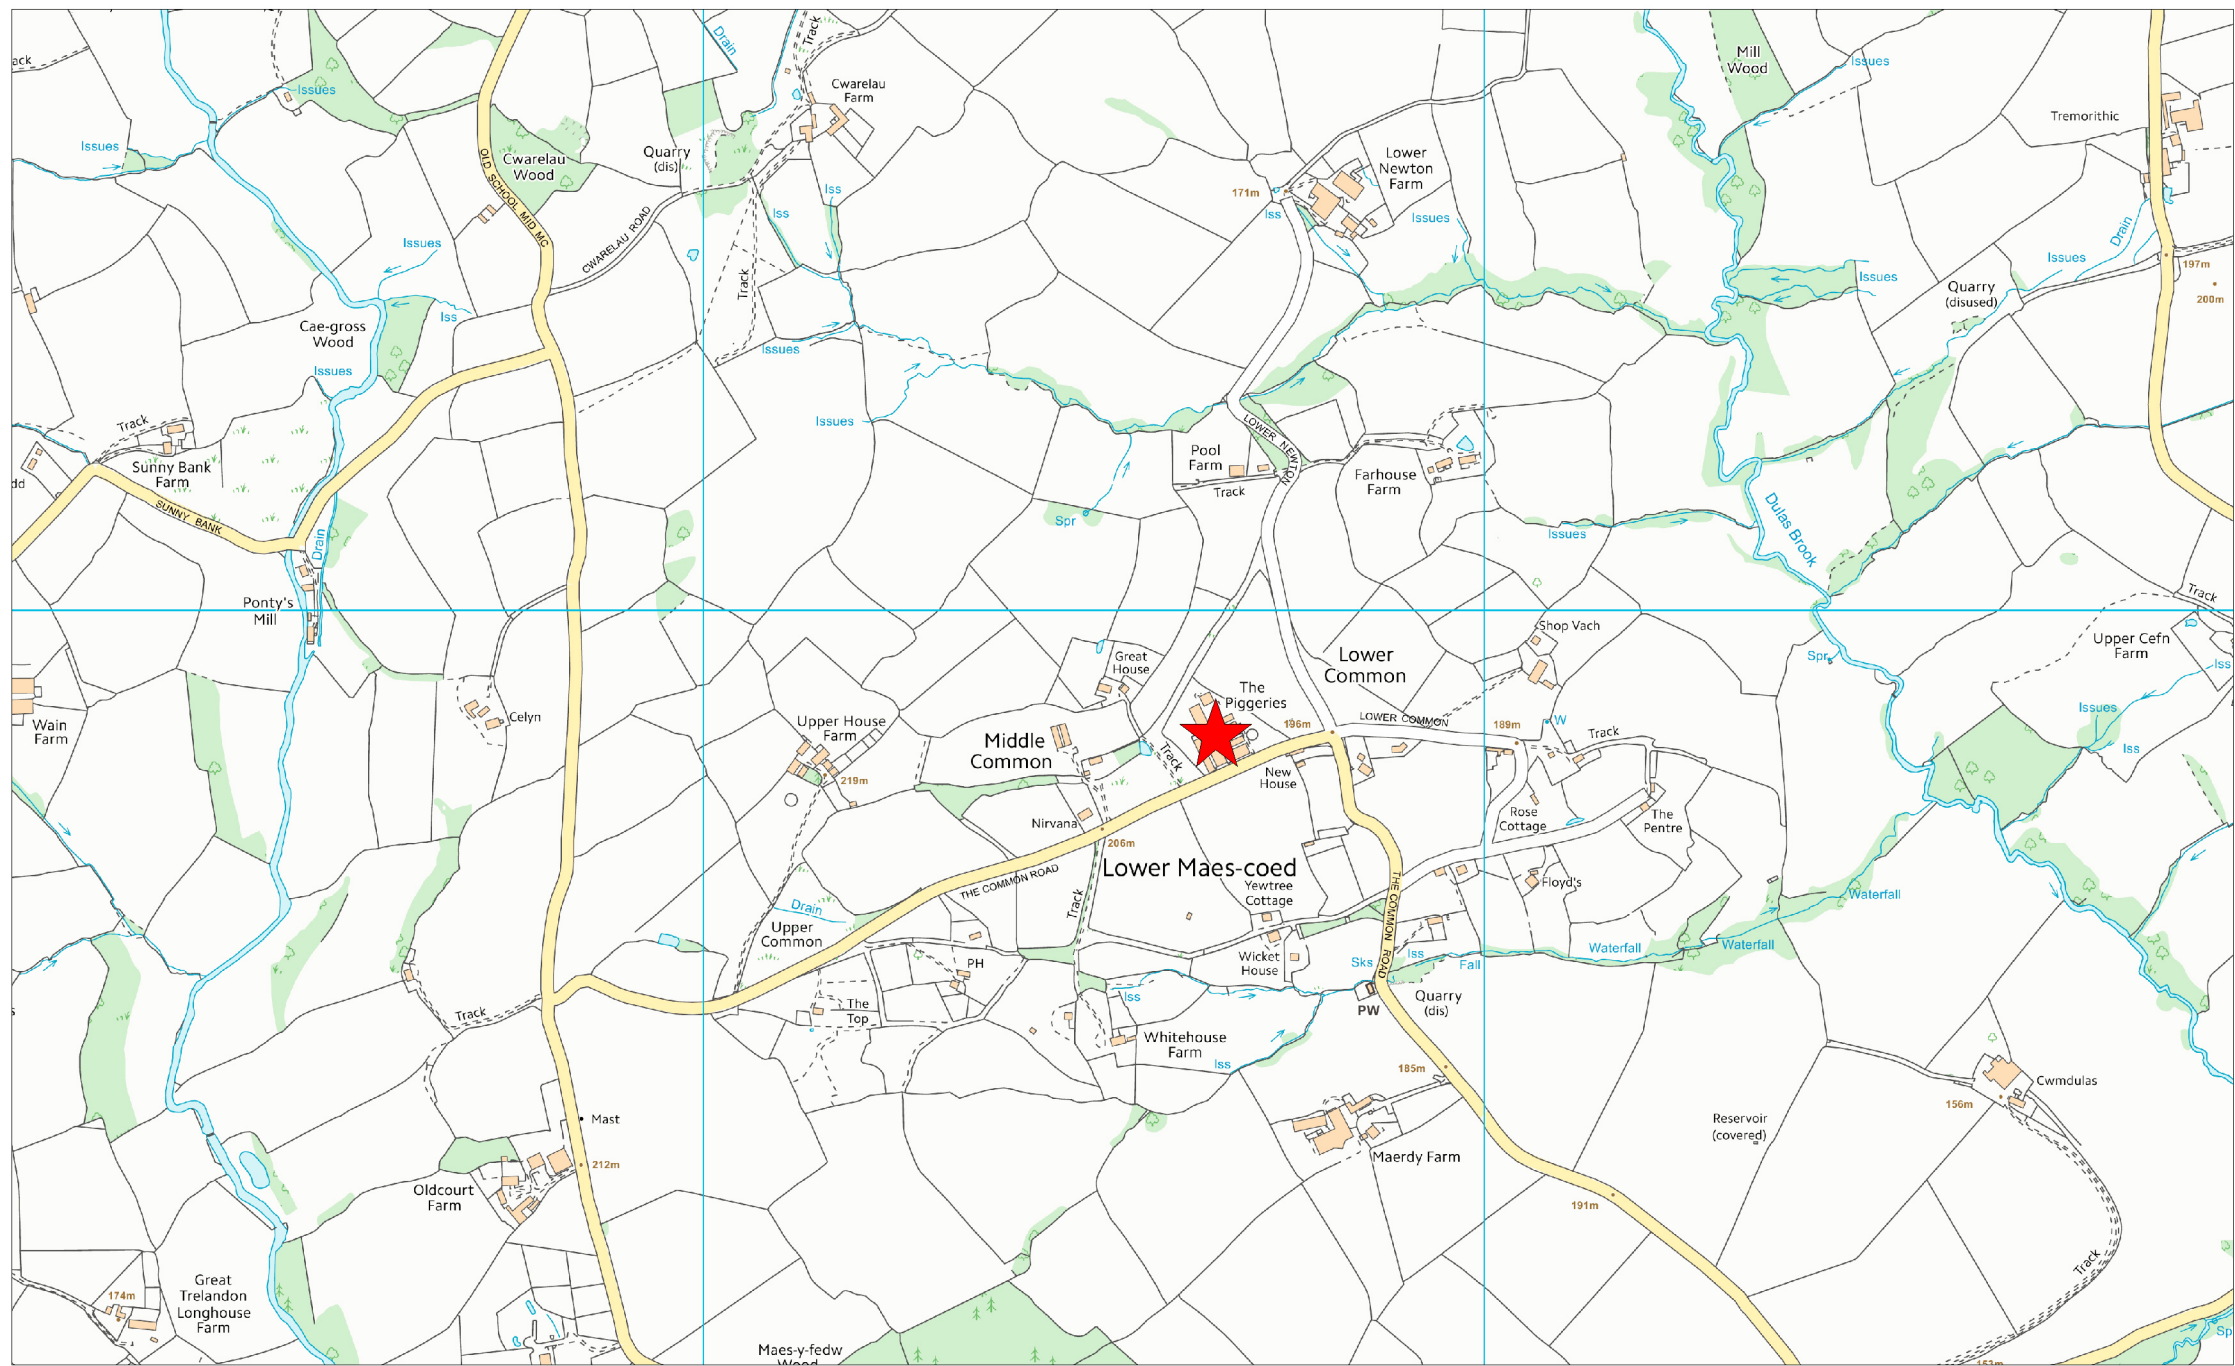 ack
Issues
Issues
Track
Drain
Cwarelau
Farm
Cwarelau
Wood
Quarry
(dis)
OLD SCHOOL MID MC
CWARELAU ROAD
Iss
Iss
Track
Issues
Iss
Cae-gross
Wood
Issues
Issues
Issues
Mill
Wood
Issues
Tremorithic
Lower
Newton
Farm
171m
Iss
Issues
Issues
Drain
Issues
197m
200m
Quarry
(disused)
Track
Sunny Bank
Farm
dd
SUNNY BANK
Drain
Ponty's
Mill
Spr
Pool
Farm
Track
LOWER NEWTON
Farhouse
Farm
Issues
Dulas Brook
Track
Upper Cefn
Farm
Iss
Spr
Issues
Iss
Wain
Farm
Celyn
Upper House
Farm
219m
Great
House
Middle
Common
Track
The
Piggeries
196m
New
House
Lower
Common
LOWER COMMON
Shop Vach
189m
W
Track
Rose
Cottage
The
Pentre
Nirvana
206m
Lower Maes-coed
THE COMMON ROAD
Yewtree
Cottage
THE COMMON ROAD
Floyd's
Waterfall
Waterfall
Waterfall
Drain
Upper
Common
Track
PH
Wicket
House
Sks
Iss
Fall
The
Top
Iss
PW
Quarry
(dis)
Whitehouse
Farm
Iss
Track
185m
Mast
212m
Oldcourt
Farm
Maerdy Farm
Reservoir
(covered)
Cwmdulas
156m
191m
Track
Great
Trelandon
Longhouse
Farm
174m
Maes-y-fedw
Wood
Sp
153m